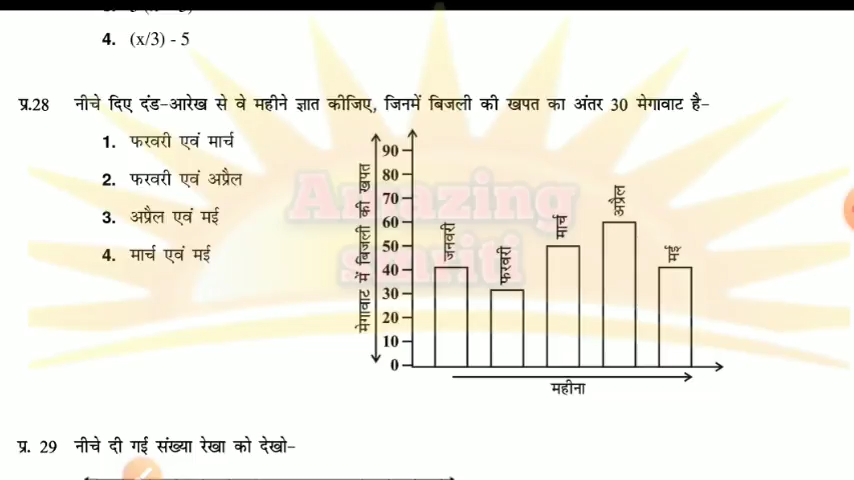 4. (x/3) - 5
प्र.28 नीचे दिए दंड-आरेख से वे महीने ज्ञात कीजिए, जिनमें बिजली की खपत का अंतर 30 मेगावाट है-
1. फरवरी एवं मार्च
2. फरवरी एवं अप्रैल
3. अप्रैल एवं मई
4. मार्च एवं मई
मेगावाट में बिजली की खपत
90
80
70
60
50
40
30
20
10
0
जनवरी
फरवरी
मार्च
अप्रैल
मई
महीना
Amazing
smriti
प्र. 29 नीचे दी गई संख्या रेखा को देखो-